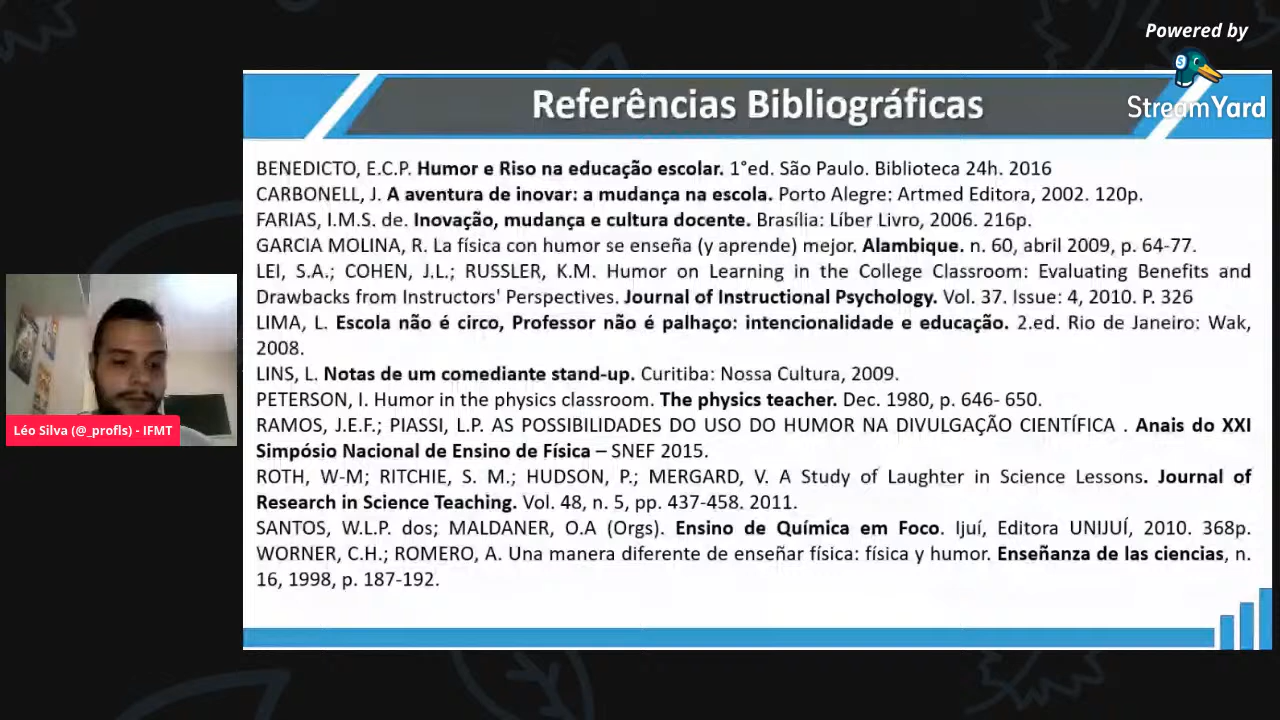 Powered by
StreamYard
Referências Bibliográficas
BENEDICTO, E.C.P. Humor e Riso na educação escolar. 1°ed. São Paulo. Biblioteca 24h. 2016
CARBONELL, J. A aventura de inovar: a mudança na escola. Porto Alegre: Artmed Editora, 2002. 120p.
FARIAS, I.M.S. de. Inovação, mudança e cultura docente. Brasília: Líber Livro, 2006. 216p.
GARCIA MOLINA, R. La física con humor se enseña (y aprende) mejor. Alambique. n. 60, abril 2009, p. 64-77.
LEI, S.A.; COHEN, J.L.; RUSSLER, K.M. Humor on Learning in the College Classroom: Evaluating Benefits and
Drawbacks from Instructors' Perspectives. Journal of Instructional Psychology. Vol. 37. Issue: 4, 2010. P. 326
LIMA, L. Escola não é circo, Professor não é palhaço: intencionalidade e educação. 2.ed. Rio de Janeiro: Wak,
2008.
LINS, L. Notas de um comediante stand-up. Curitiba: Nossa Cultura, 2009.
PETERSON, I. Humor in the physics classroom. The physics teacher. Dec. 1980, p. 646- 650.
RAMOS, J.E.F.; PIASSI, L.P. AS POSSIBILIDADES DO USO DO HUMOR NA DIVULGAÇÃO CIENTÍFICA . Anais do XXI
Simpósio Nacional de Ensino de Física – SNEF 2015.
ROTH, W-M; RITCHIE, S. M.; HUDSON, P.; MERGARD, V. A Study of Laughter in Science Lessons. Journal of
Research in Science Teaching. Vol. 48, n. 5, pp. 437-458. 2011.
SANTOS, W.L.P. dos; MALDANER, O.A (Orgs). Ensino de Química em Foco. Ijuí, Editora UNIJUÍ, 2010. 368p.
WORNER, C.H.; ROMERO, A. Una manera diferente de enseñar física: física y humor. Enseñanza de las ciencias, n.
16, 1998, p. 187-192.
Léo Silva (@_profls) - IFMT